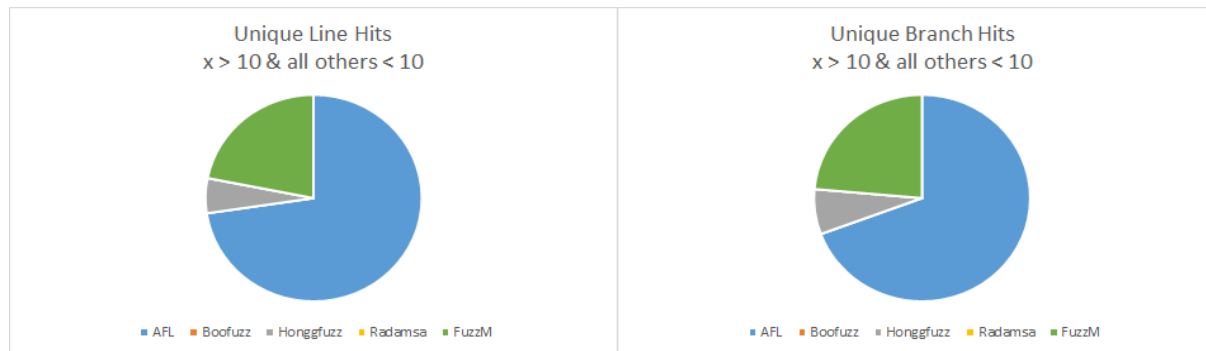 Unique Line Hits
x > 10 & all others < 10
AFL Boofuzz Honggfuzz Radamsa FuzzM
Unique Branch Hits
x > 10 & all others < 10
AFL Boofuzz Honggfuzz Radamsa FuzzM